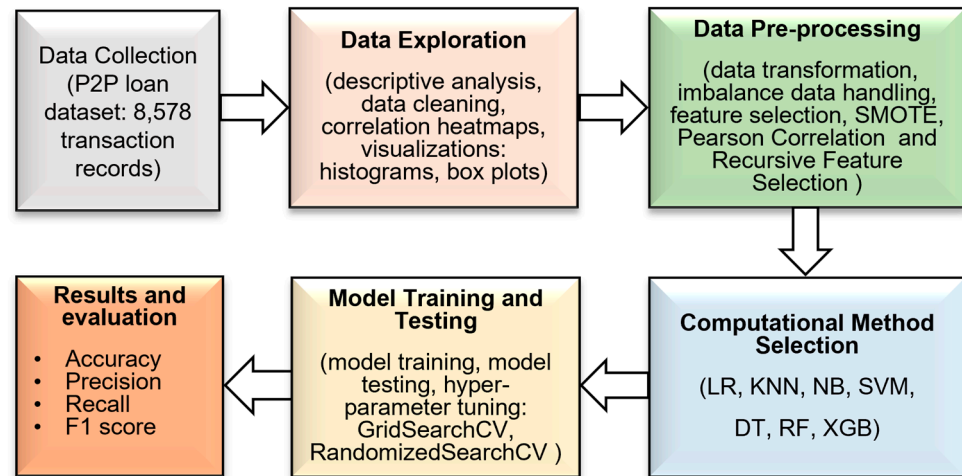 Data Collection
(P2P loan
dataset: 8,578
transaction
records)
Data Exploration
(descriptive analysis,
data cleaning,
correlation heatmaps,
visualizations:
histograms, box plots)
Data Pre-processing
(data transformation,
imbalance data handling,
feature selection, SMOTE,
Pearson Correlation and
Recursive Feature
Selection )
Computational Method
Selection
(LR, KNN, NB, SVM,
DT, RF, XGB)
Model Training and
Testing
(model training, model
testing, hyper-
parameter tuning:
GridSearchCV,
RandomizedSearchCV )
Results and
evaluation
• Accuracy
• Precision
• Recall
• F1 score